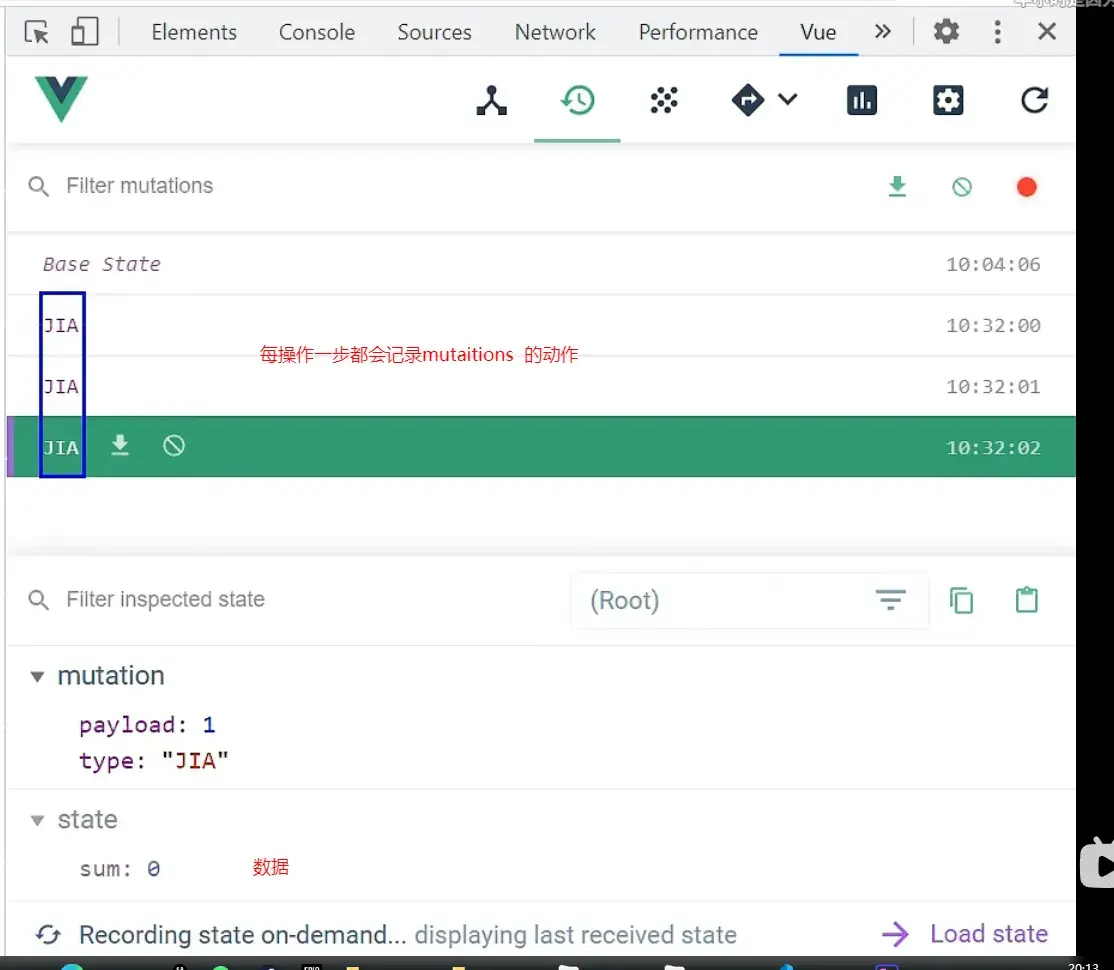 Elements Console Sources Network Performance Vue
Filter mutations
Base State 10:04:06
JIA 10:32:00
每操作一步都会记录mutaitions 的动作
JIA 10:32:01
JIA 10:32:02
Filter inspected state (Root)
mutation
payload: 1
type: "JIA"
state
sum: 0 数据
Recording state on-demand... displaying last received state Load state
20:13